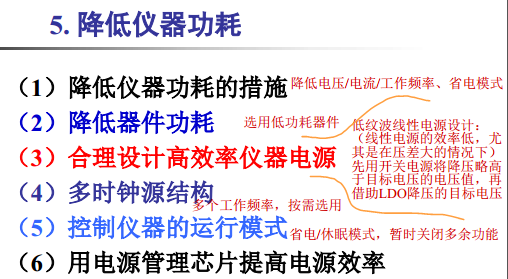 5. 降低仪器功耗
（1）降低仪器功耗的措施 降低电压/电流/工作频率、省电模式
（2）降低器件功耗 选用低功耗器件
（3）合理设计高效率仪器电源
低纹波线性电源设计：
（线性电源的效率低，尤
其是在压差大的情况下）
先用开关电源将降压略高
于目标电压的电压值，再
借助LDO降压的目标电压
（4）多时钟源结构
多个工作频率，按需选用
（5）控制仪器的运行模式 省电/休眠模式，暂时关闭多余功能
（6）用电源管理芯片提高电源效率